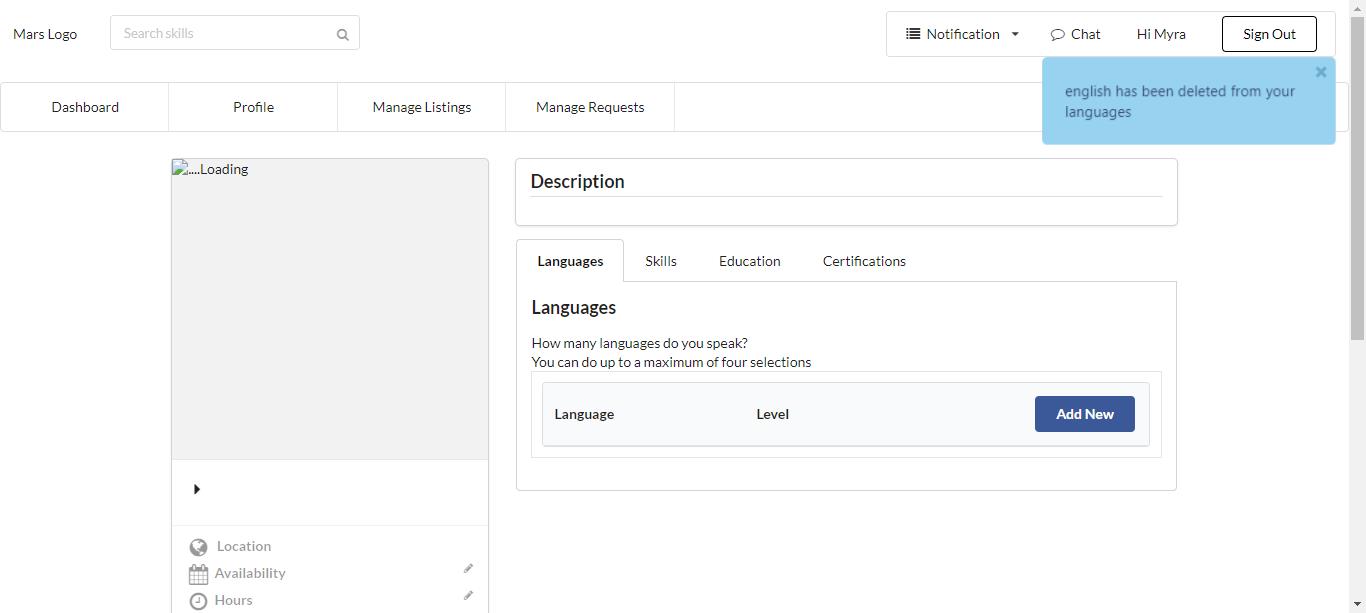 Mars Logo
Search skills
Notification
Chat
Hi Myra
Sign Out
Dashboard
Profile
Manage Listings
Manage Requests
english has been deleted from your
languages
....Loading
Description
Languages
Skills
Education
Certifications
Languages
How many languages do you speak?
You can do up to a maximum of four selections
Language
Level
Add New
Location
Availability
Hours